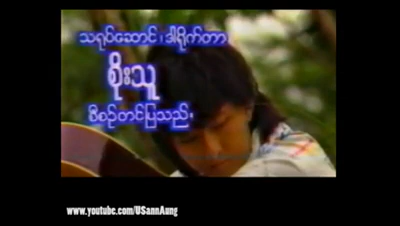 သရုပ်ဆောင်၊ ဒါရိုက်တာ
စိုးသူ
စီစဉ်တင်ပြသည်။
www.youtube.com/USannAung